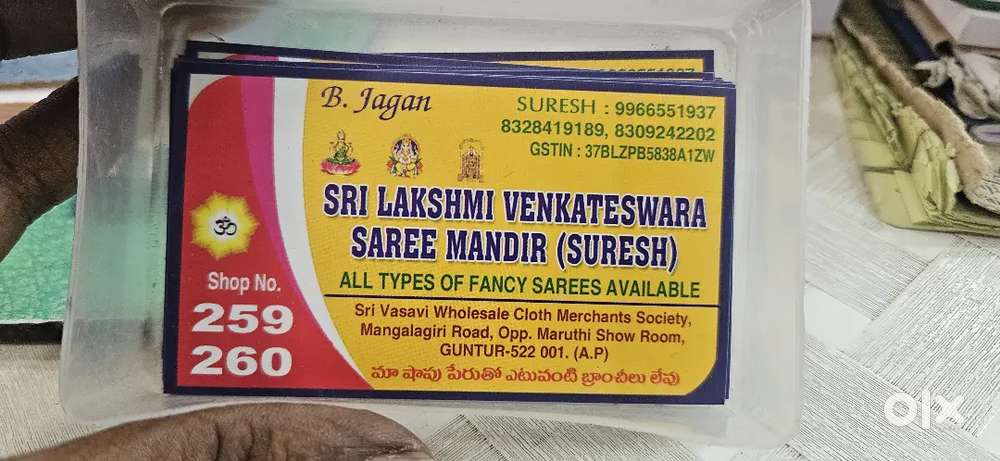 B. Jagan
SURESH : 9966551937
8328419189, 8309242202
GSTIN : 37BLZPB5838A1ZW
ॐ
SRI LAKSHMI VENKATESWARA
SAREE MANDIR (SURESH)
ALL TYPES OF FANCY SAREES AVAILABLE
Shop No.
259
260
Sri Vasavi Wholesale Cloth Merchants Society,
Mangalagiri Road, Opp. Maruthi Show Room,
GUNTUR-522 001. (A.P)
మా షాపు పేరుతో ఎటువంటి బ్రాంచీలు లేవు
olx